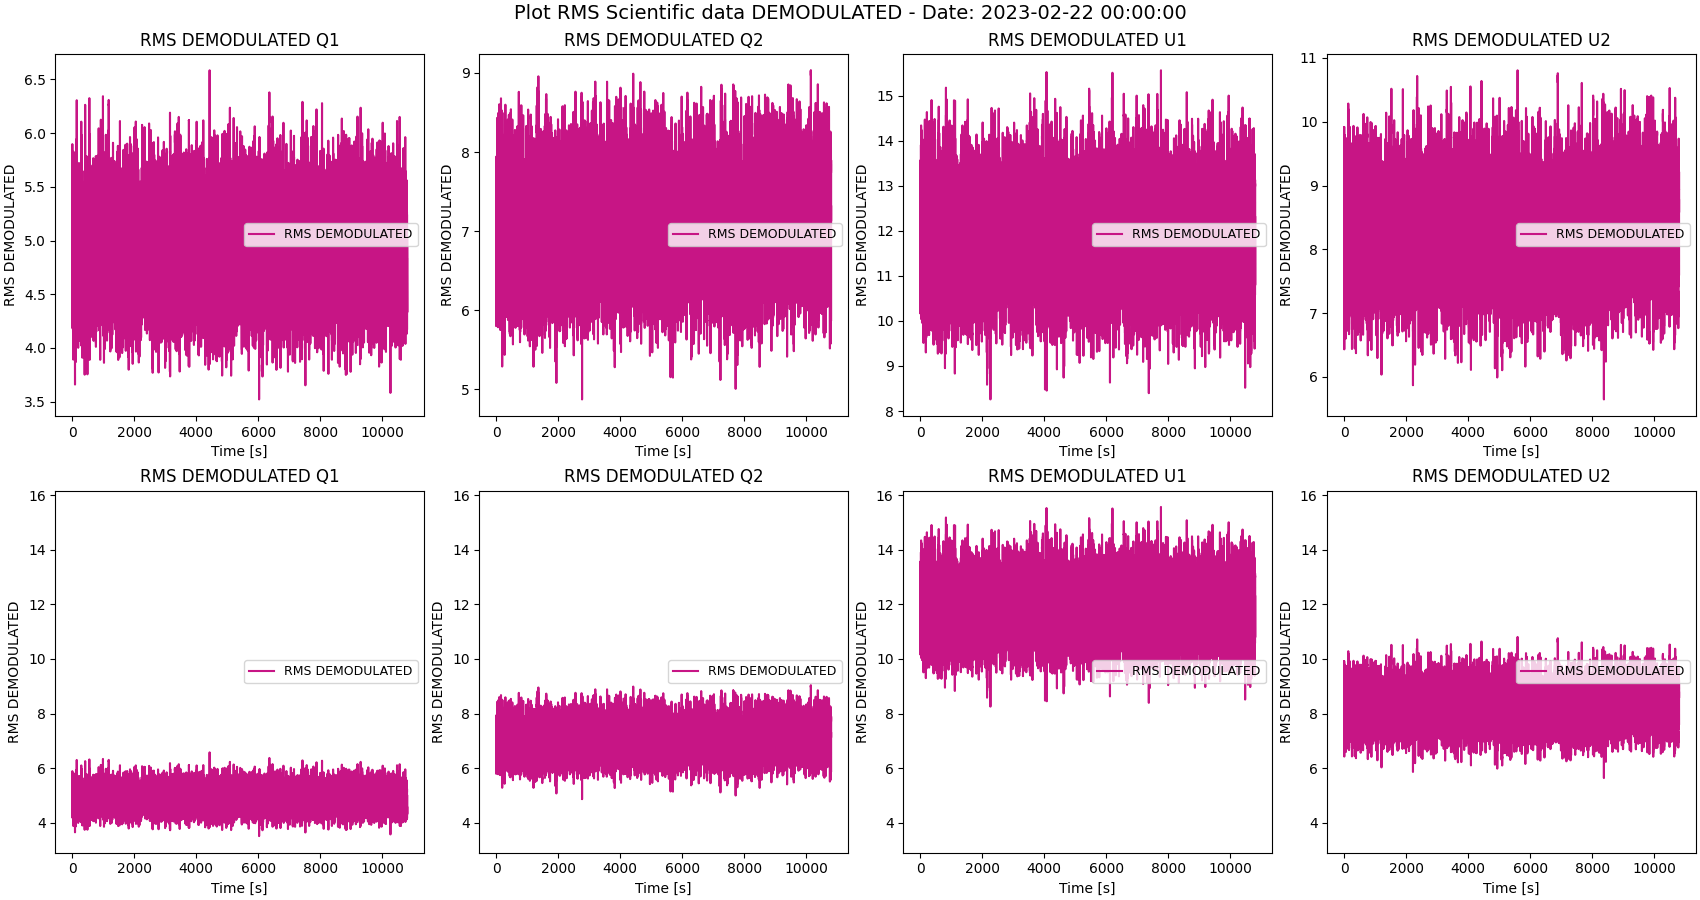 Plot RMS Scientific data DEMODULATED - Date: 2023-02-22 00:00:00
RMS DEMODULATED Q1
RMS DEMODULATED
6.5
6.0
5.5
5.0
4.5
4.0
3.5
RMS DEMODULATED
0 2000 4000 6000 8000 10000
Time [s]
RMS DEMODULATED Q2
RMS DEMODULATED
9
8
7
6
5
RMS DEMODULATED
0 2000 4000 6000 8000 10000
Time [s]
RMS DEMODULATED U1
RMS DEMODULATED
15
14
13
12
11
10
9
8
RMS DEMODULATED
0 2000 4000 6000 8000 10000
Time [s]
RMS DEMODULATED U2
RMS DEMODULATED
11
10
9
8
7
6
RMS DEMODULATED
0 2000 4000 6000 8000 10000
Time [s]
RMS DEMODULATED Q1
RMS DEMODULATED
16
14
12
10
8
6
4
RMS DEMODULATED
0 2000 4000 6000 8000 10000
Time [s]
RMS DEMODULATED Q2
RMS DEMODULATED
16
14
12
10
8
6
4
RMS DEMODULATED
0 2000 4000 6000 8000 10000
Time [s]
RMS DEMODULATED U1
RMS DEMODULATED
16
14
12
10
8
6
4
RMS DEMODULATED
0 2000 4000 6000 8000 10000
Time [s]
RMS DEMODULATED U2
RMS DEMODULATED
16
14
12
10
8
6
4
RMS DEMODULATED
0 2000 4000 6000 8000 10000
Time [s]